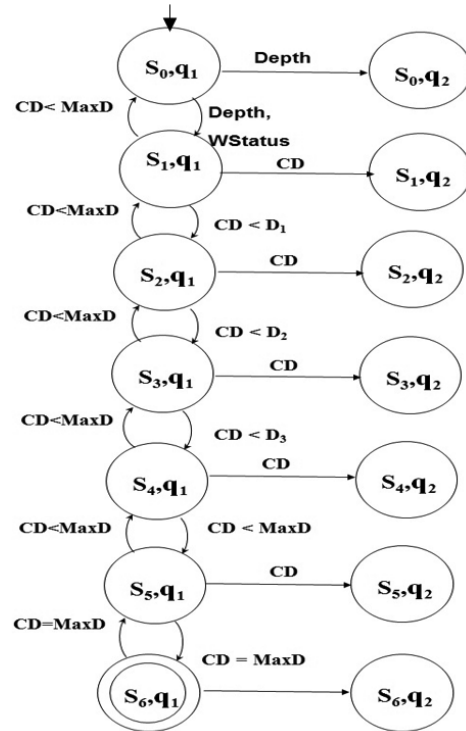 Depth
S₀,q₁
S₀,q₂
CD< MaxD
Depth,
WStatus
CD
S₁,q₁
S₁,q₂
CD<MaxD
CD < D₁
CD
S₂,q₁
S₂,q₂
CD<MaxD
CD < D₂
CD
S₃,q₁
S₃,q₂
CD<MaxD
CD < D₃
CD
S₄,q₁
S₄,q₂
CD<MaxD
CD < MaxD
CD
S₅,q₁
S₅,q₂
CD=MaxD
CD = MaxD
S₆,q₁
S₆,q₂